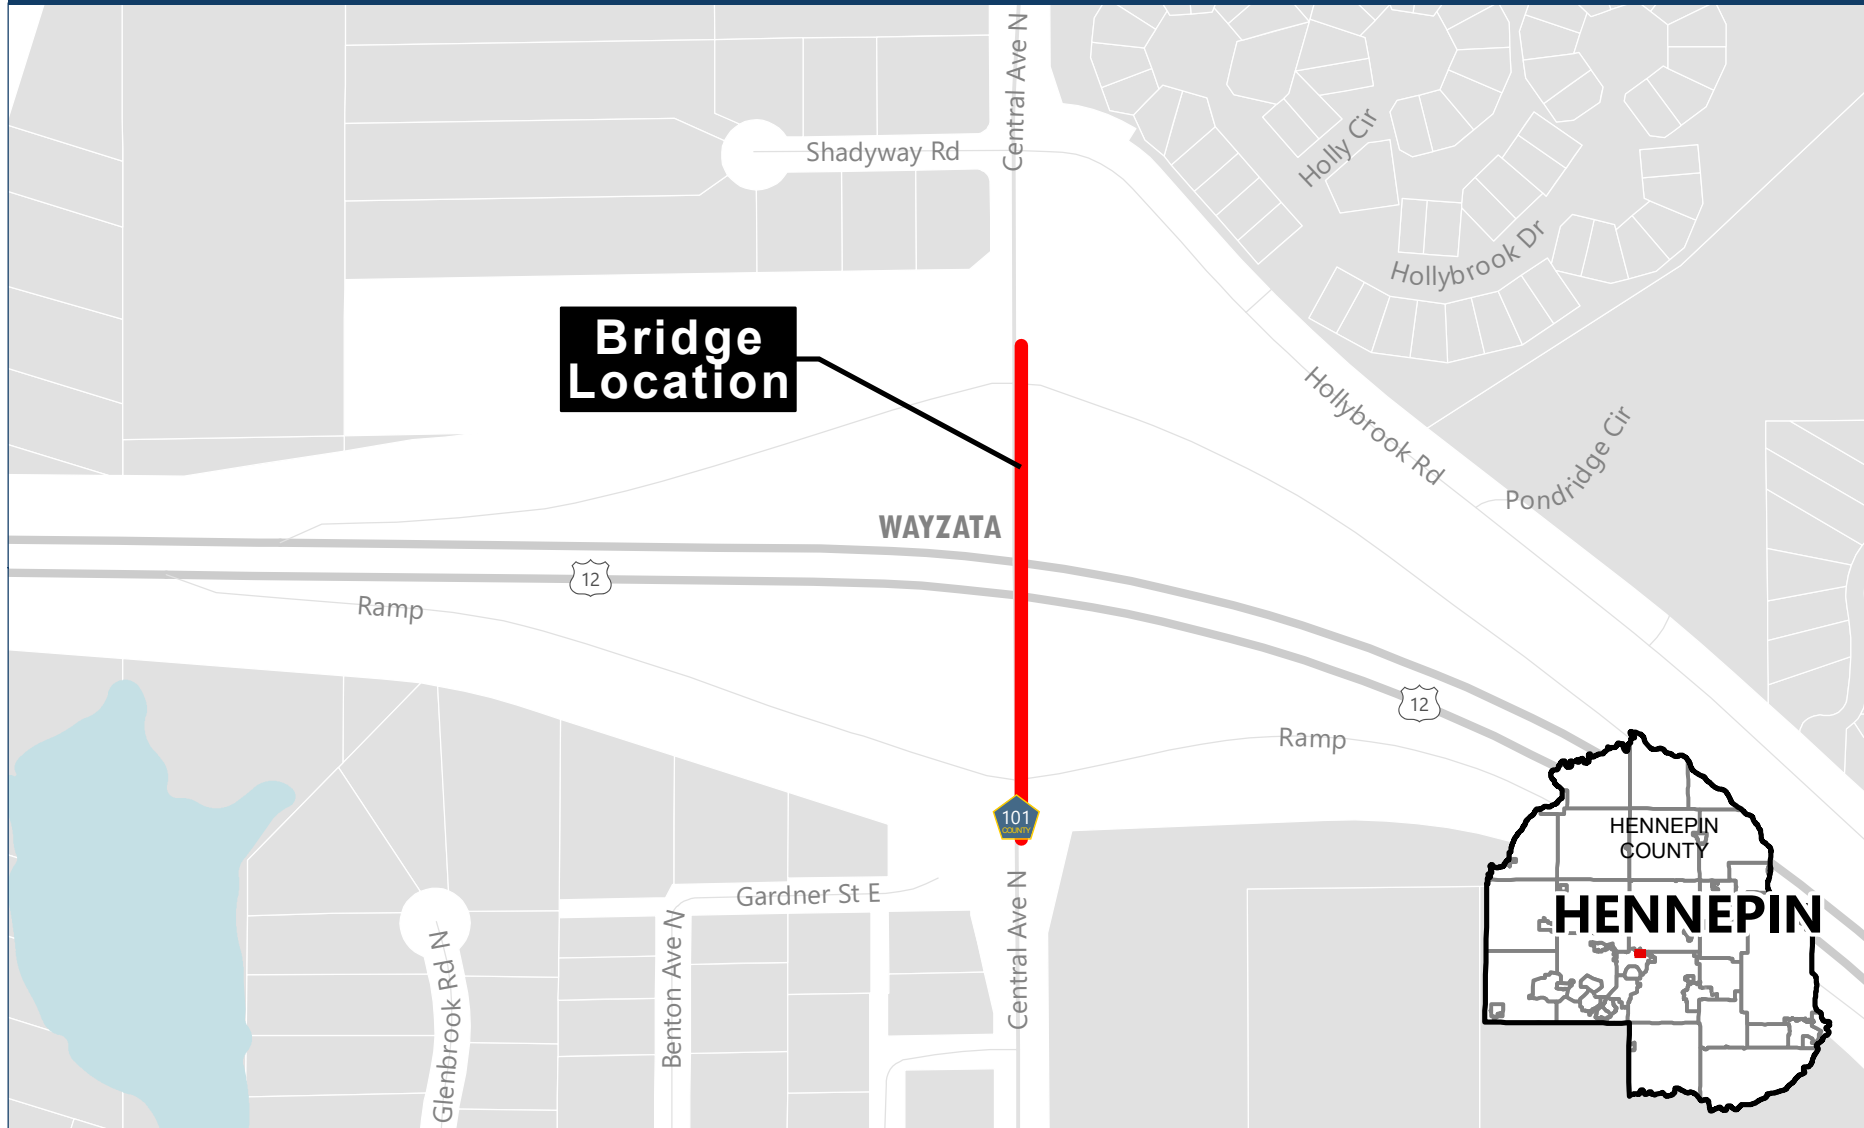 Central Ave N
Shadyway Rd
Holly Cir
Hollybrook Dr
Bridge
Location
Hollybrook Rd
Pondridge Cir
WAYZATA
12
Ramp
12
Ramp
101
COUNTY
HENNEPIN
COUNTY
HENNEPIN
Gardner St E
Central Ave N
Benton Ave N
Glenbrook Rd N